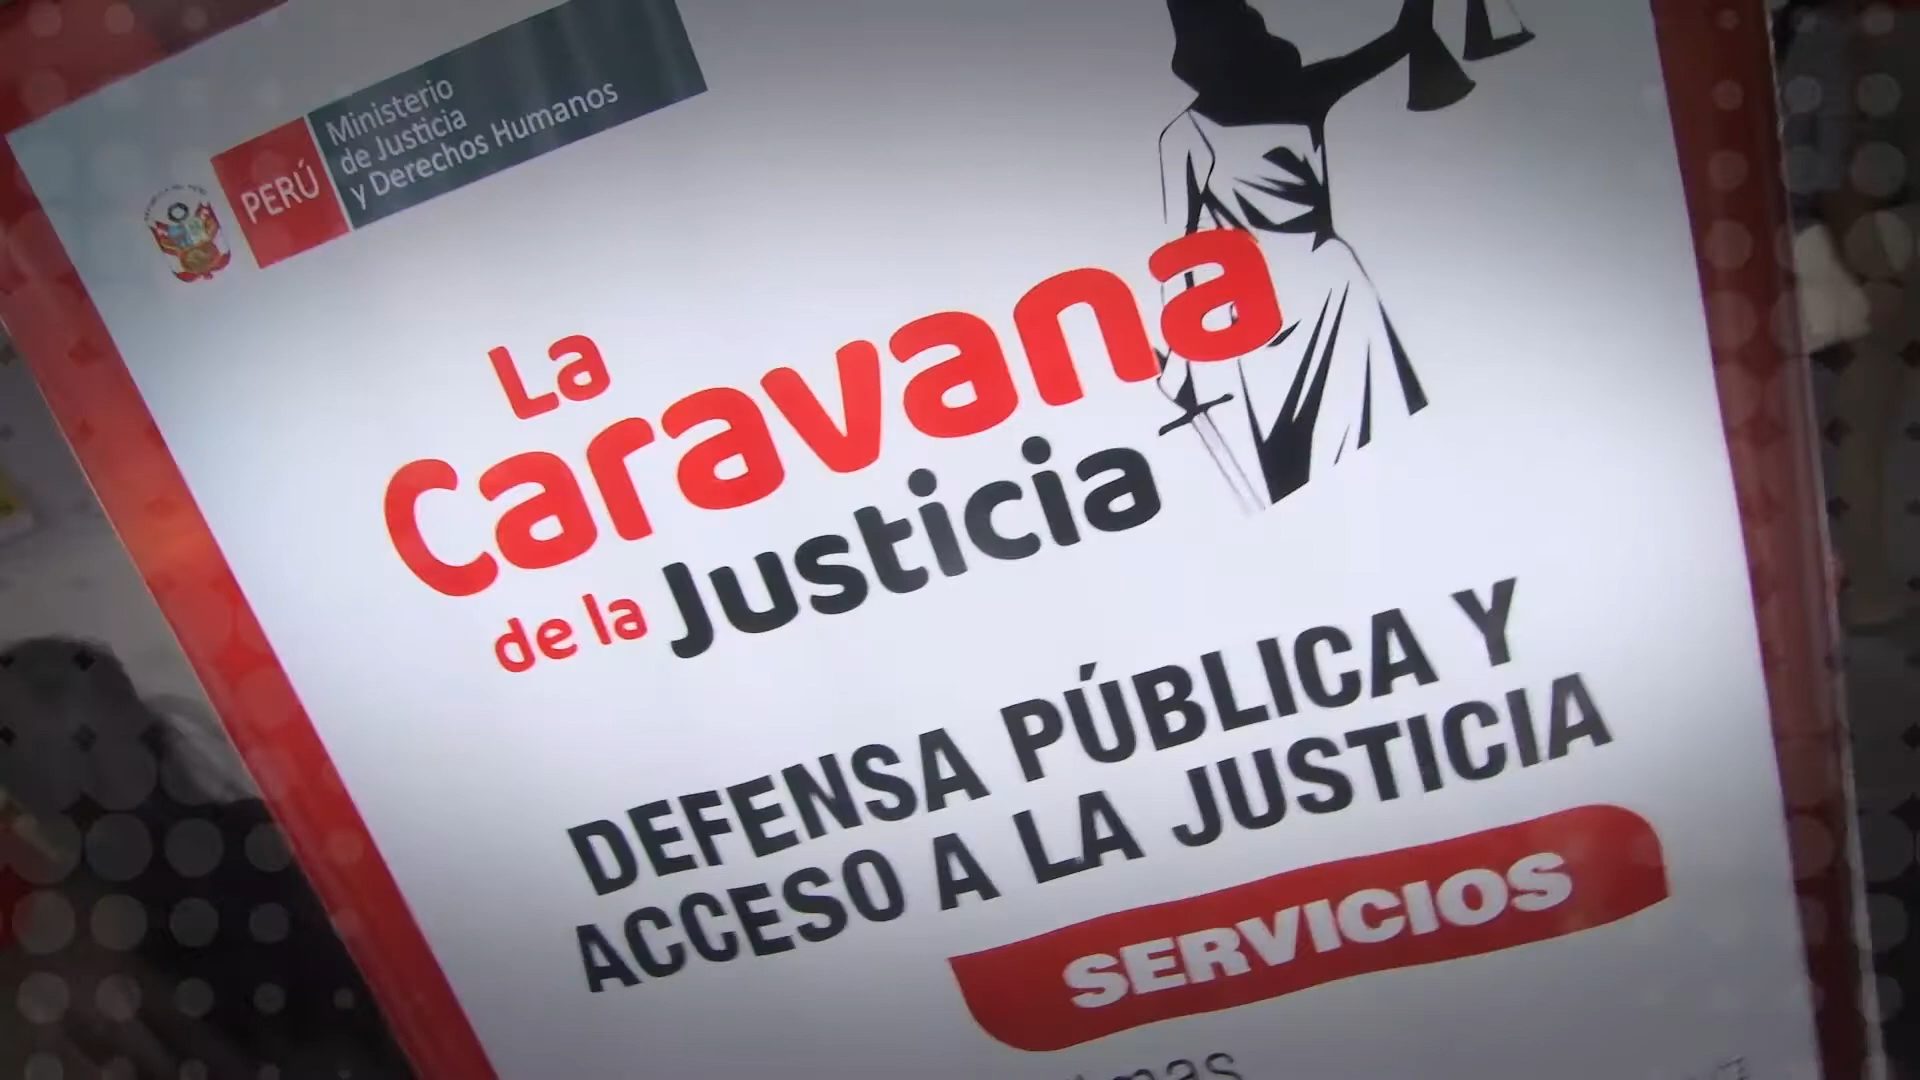 PERÚ
Ministerio
de Justicia
y Derechos Humanos
La
Caravana
de la Justicia
DEFENSA PÚBLICA Y
ACCESO A LA JUSTICIA
SERVICIOS